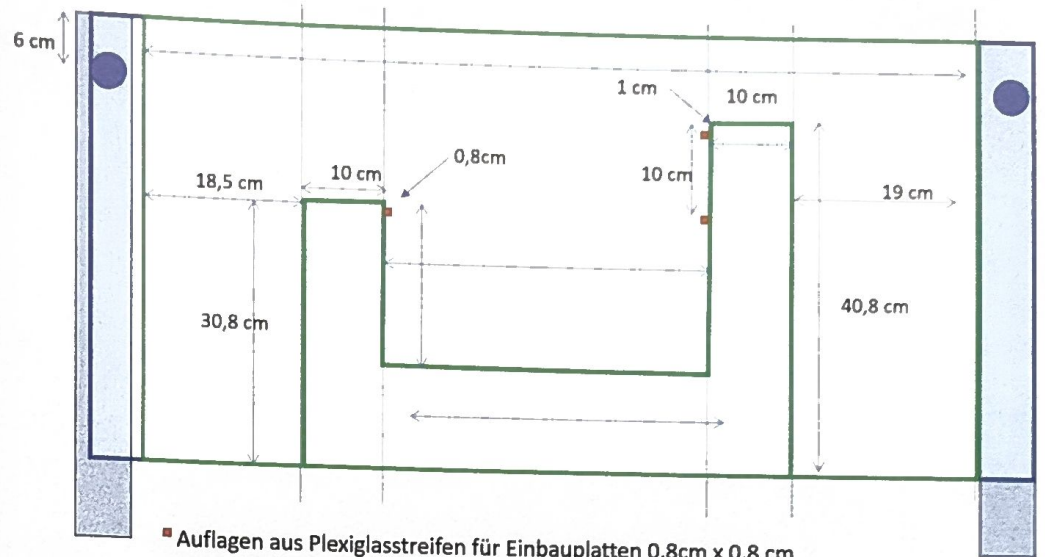 6 cm
1 cm
10 cm
0,8cm
10 cm
10 cm
18,5 cm
19 cm
30,8 cm
40,8 cm
Auflagen aus Plexiglasstreifen für Einbauplatten 0,8cm x 0,8 cm